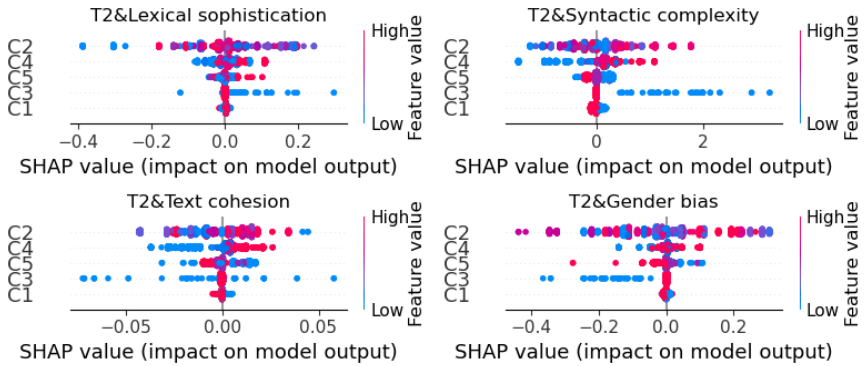 T2&Lexical sophistication
High
C2
C4
C5
C3
C1
Low
Feature value
−0.4 −0.2 0.0 0.2
SHAP value (impact on model output)
T2&Syntactic complexity
High
C2
C4
C5
C3
C1
Low
Feature value
0 2
SHAP value (impact on model output)
T2&Text cohesion
High
C2
C4
C5
C3
C1
Low
Feature value
−0.05 0.00 0.05
SHAP value (impact on model output)
T2&Gender bias
High
C2
C4
C5
C3
C1
Low
Feature value
−0.4 −0.2 0.0 0.2
SHAP value (impact on model output)